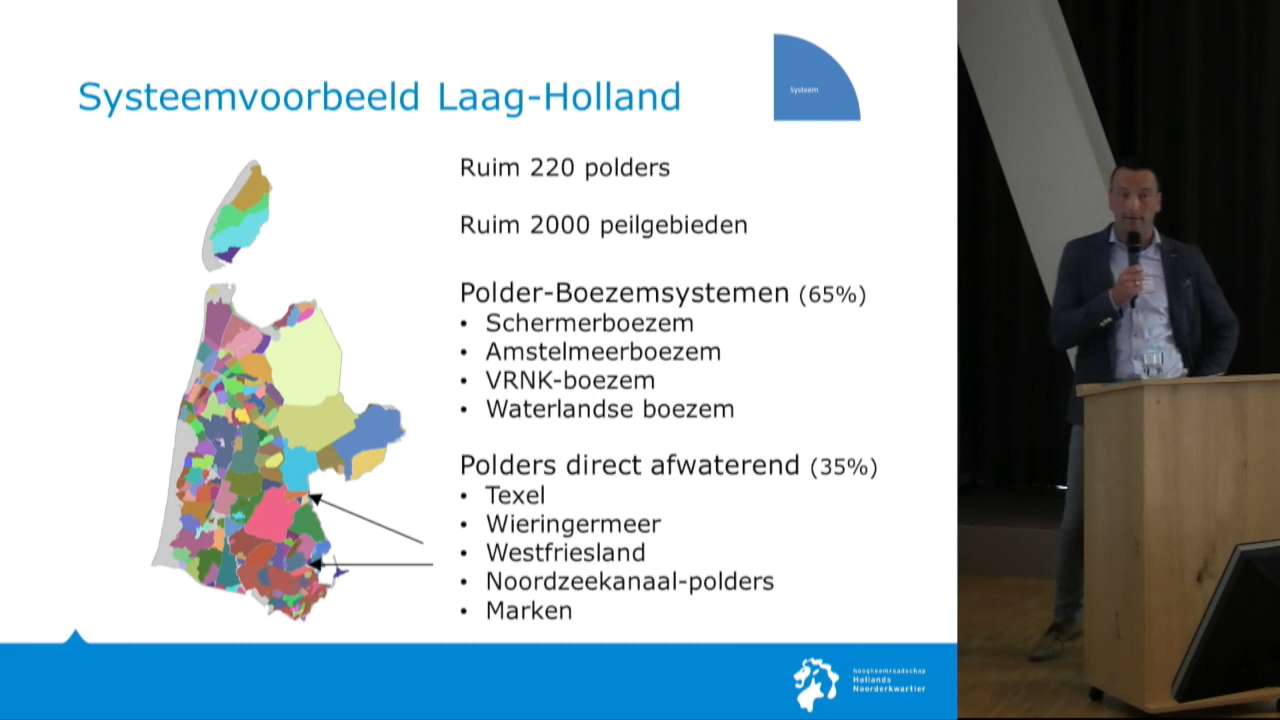 Systeemvoorbeeld Laag-Holland
Systeem
Ruim 220 polders
Ruim 2000 peilgebieden
Polder-Boezemsystemen (65%)
• Schermerboezem
• Amstelmeerboezem
• VRNK-boezem
• Waterlandse boezem
Polders direct afwaterend (35%)
• Texel
• Wieringermeer
• Westfriesland
• Noordzeekanaal-polders
• Marken
hoogheemraadschap
Hollands
Noorderkwartier